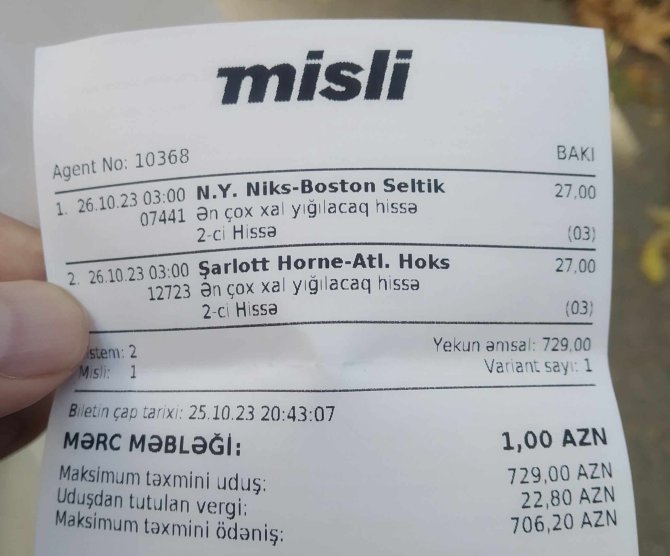 misli
Agent No: 10368 BAKI
1. 26.10.23 03:00 N.Y. Niks-Boston Seltik 27,00
07441 Ən çox xal yığılacaq hissə
2-ci Hissə (03)
2. 26.10.23 03:00 Şarlott Horne-Atl. Hoks 27,00
12723 Ən çox xal yığılacaq hissə
2-ci Hissə (03)
istem: 2 Yekun əmsal: 729,00
Misli: 1 Variant sayı: 1
Biletin çap tarixi: 25.10.23 20:43:07
MƏRC MƏBLƏĞİ: 1,00 AZN
Maksimum təxmini uduş: 729,00 AZN
Uduşdan tutulan vergi: 22,80 AZN
Maksimum təxmini ödəniş: 706,20 AZN